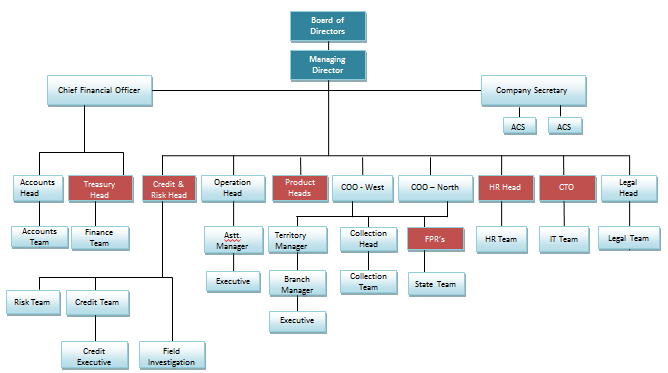 Board of
Directors
Managing
Director
Chief Financial Officer
Company Secretary
ACS
ACS
Accounts
Head
Treasury
Head
Credit &
Risk Head
Operation
Head
Product
Heads
COO - West
COO – North
HR Head
CTO
Legal
Head
Accounts
Team
Finance
Team
Astt.
Manager
Territory
Manager
Collection
Head
FPR's
HR Team
IT Team
Legal Team
Executive
Branch
Manager
Collection
Team
State Team
Risk Team
Credit Team
Executive
Credit
Executive
Field
Investigation